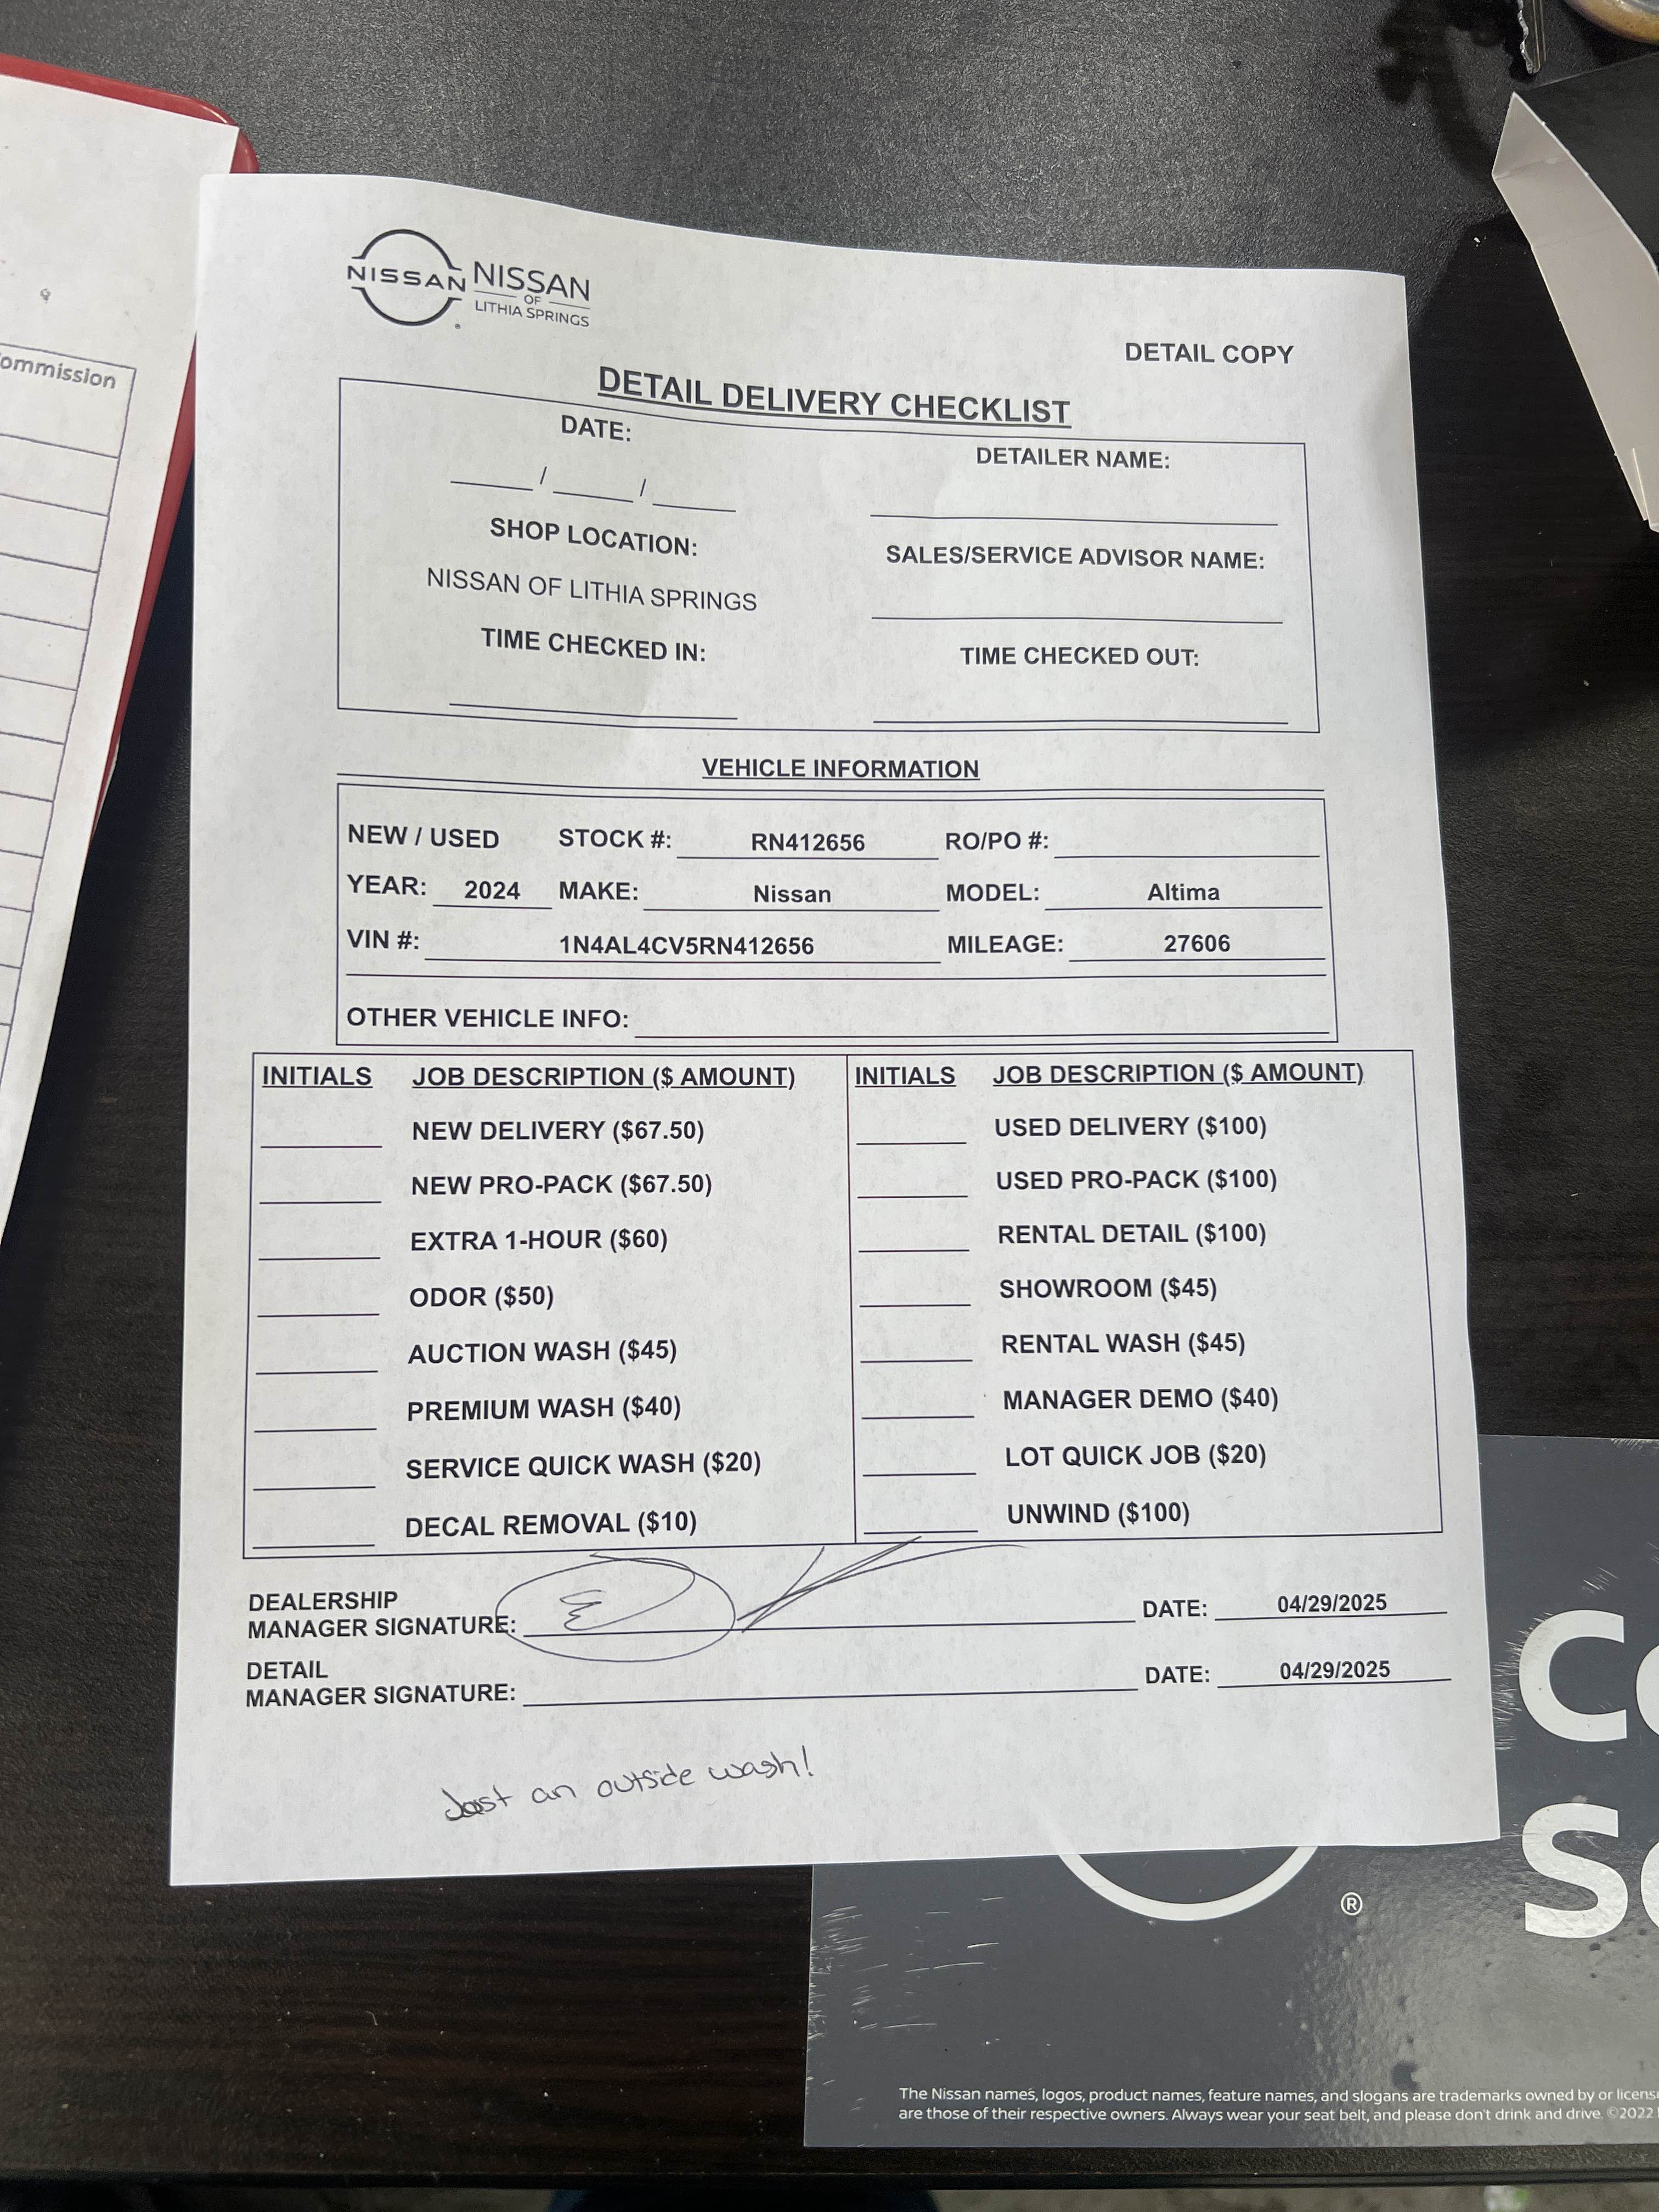 ommission
NISSAN
NISSAN
OF
LITHIA SPRINGS
DETAIL COPY
DETAIL DELIVERY CHECKLIST
DATE:
DETAILER NAME:
____/____/____
SHOP LOCATION:
SALES/SERVICE ADVISOR NAME:
NISSAN OF LITHIA SPRINGS
TIME CHECKED IN:
TIME CHECKED OUT:
VEHICLE INFORMATION
NEW / USED STOCK #: RN412656 RO/PO #:
YEAR: 2024 MAKE: Nissan MODEL: Altima
VIN #: 1N4AL4CV5RN412656 MILEAGE: 27606
OTHER VEHICLE INFO:
INITIALS JOB DESCRIPTION ($ AMOUNT) INITIALS JOB DESCRIPTION ($ AMOUNT)
NEW DELIVERY ($67.50) USED DELIVERY ($100)
NEW PRO-PACK ($67.50) USED PRO-PACK ($100)
EXTRA 1-HOUR ($60) RENTAL DETAIL ($100)
ODOR ($50) SHOWROOM ($45)
AUCTION WASH ($45) RENTAL WASH ($45)
PREMIUM WASH ($40) MANAGER DEMO ($40)
SERVICE QUICK WASH ($20) LOT QUICK JOB ($20)
DECAL REMOVAL ($10) UNWIND ($100)
DEALERSHIP
MANAGER SIGNATURE: DATE: 04/29/2025
DETAIL
MANAGER SIGNATURE: DATE: 04/29/2025
Just an outside wash!
®
The Nissan names, logos, product names, feature names, and slogans are trademarks owned by or license
are those of their respective owners. Always wear your seat belt, and please don't drink and drive. ©2022